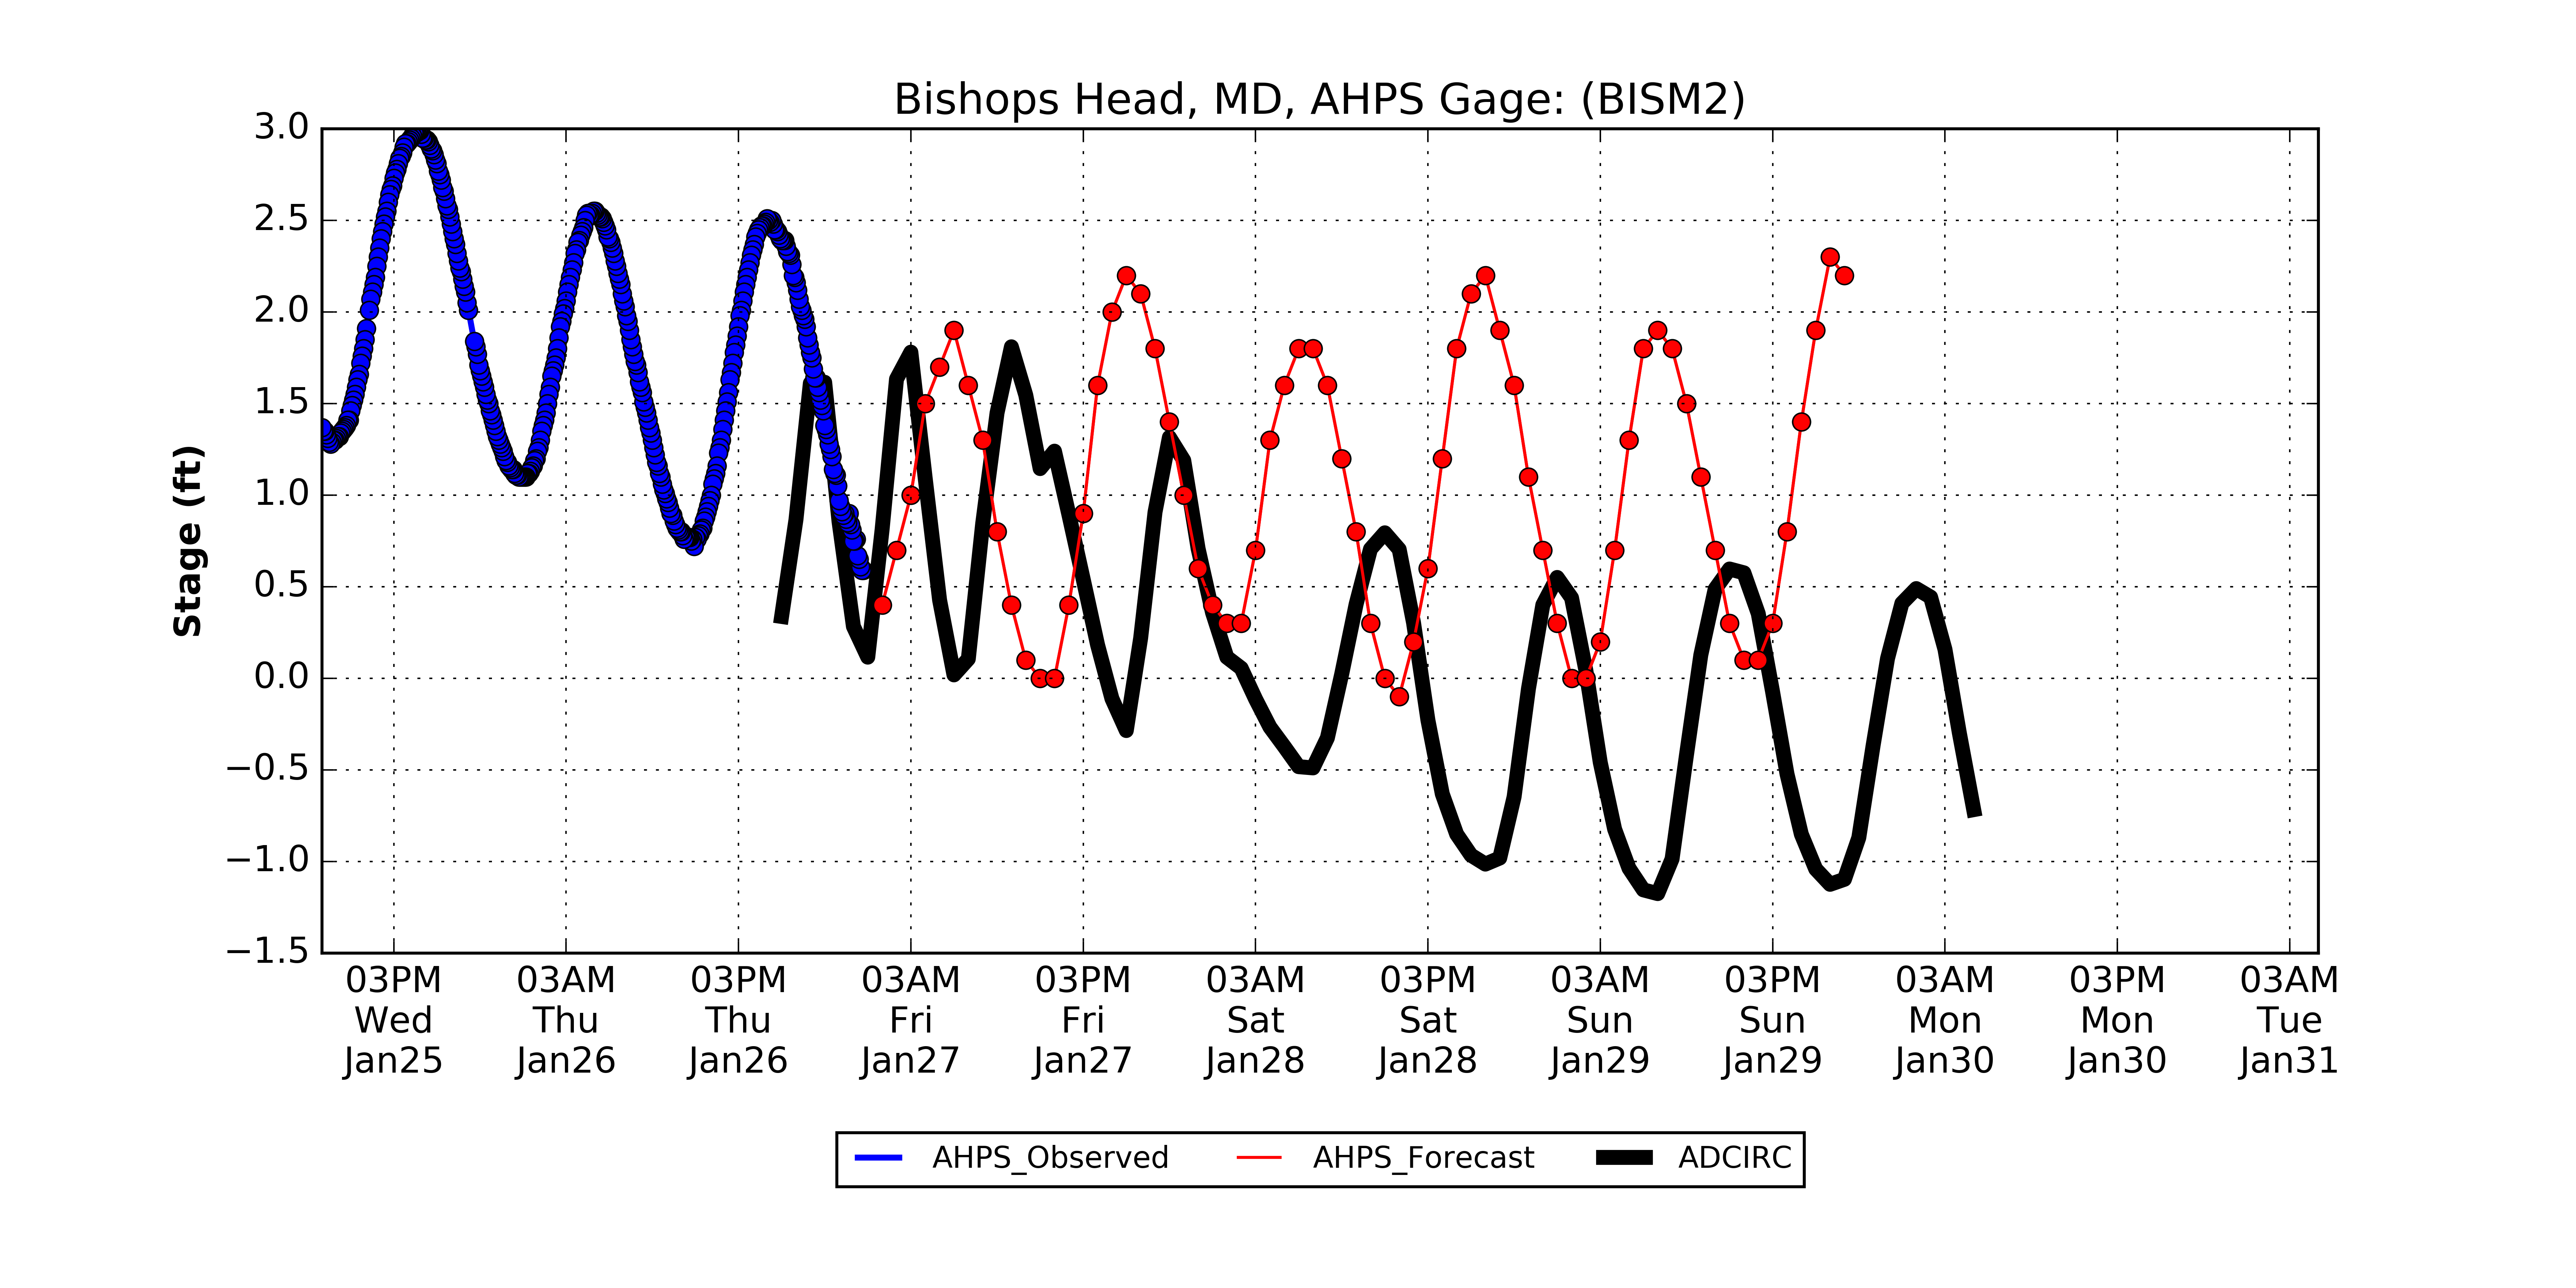 Bishops Head, MD, AHPS Gage: (BISM2)
Stage (ft)
3.0
2.5
2.0
1.5
1.0
0.5
0.0
−0.5
−1.0
−1.5
03PM 03AM 03PM 03AM 03PM 03AM 03PM 03AM 03PM 03AM 03PM 03AM
Wed Thu Thu Fri Fri Sat Sat Sun Sun Mon Mon Tue
Jan25 Jan26 Jan26 Jan27 Jan27 Jan28 Jan28 Jan29 Jan29 Jan30 Jan30 Jan31
AHPS_Observed AHPS_Forecast ADCIRC